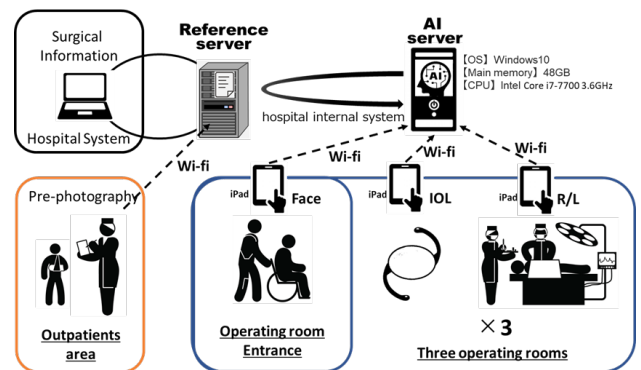 Surgical
Information
Hospital System
Reference
server
AI
server
AI
【OS】Windows10
【Main memory】48GB
【CPU】Intel Core i7-7700 3.6GHz
hospital internal system
Wi-fi
Wi-fi
Wi-fi
Wi-fi
Pre-photography
Outpatients
area
iPad
Face
Operating room
Entrance
iPad
IOL
iPad
R/L
×3
Three operating rooms